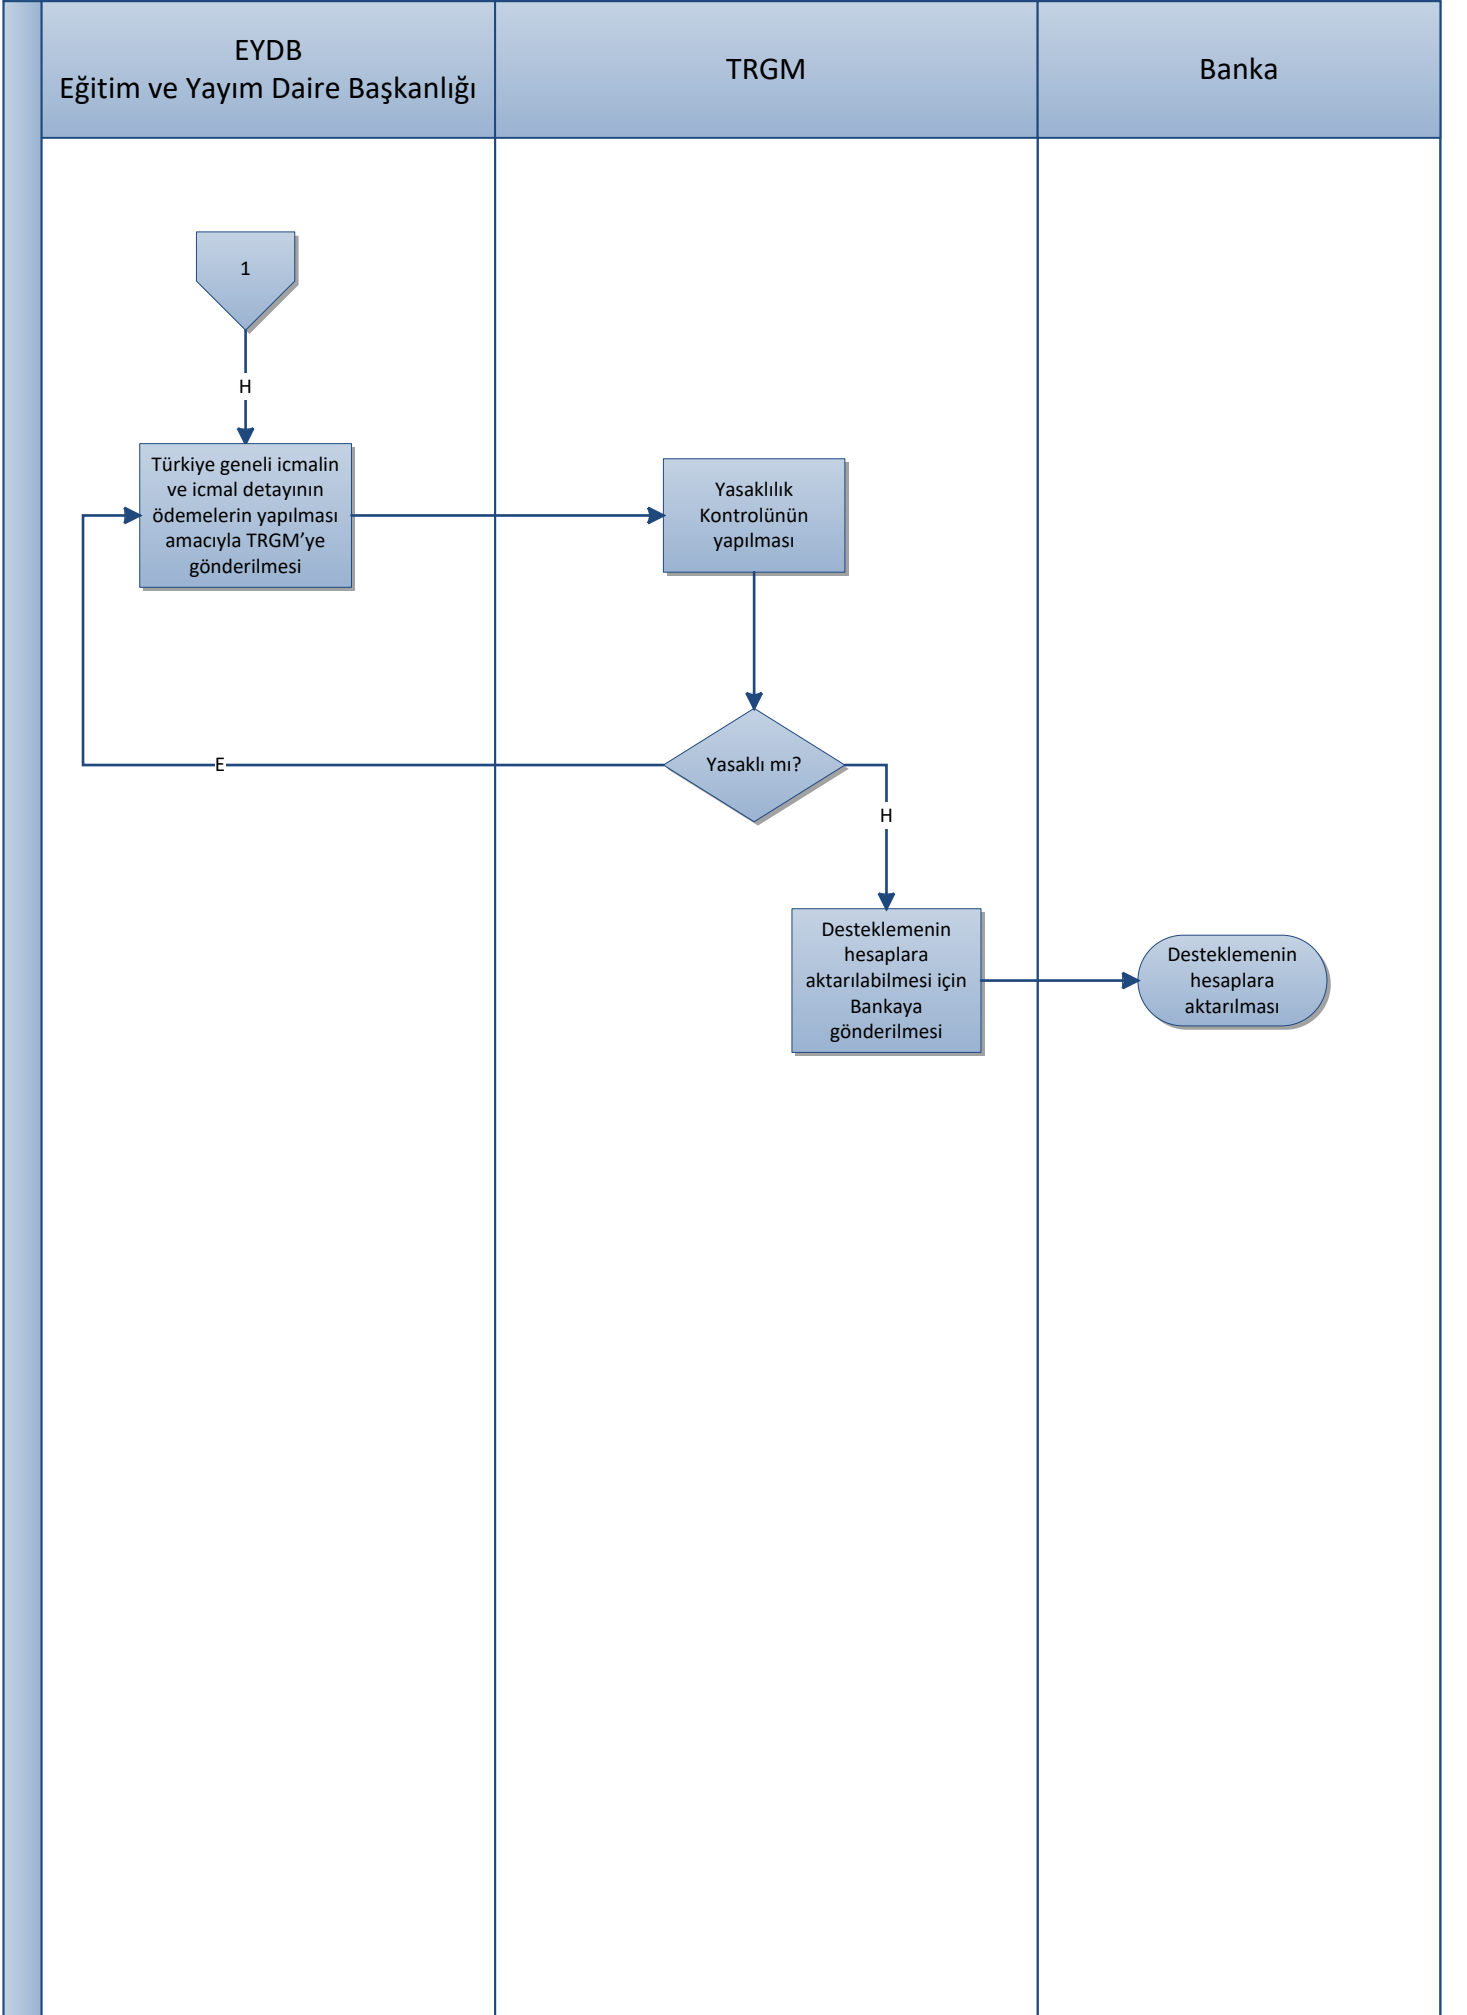 EYDB
Eğitim ve Yayım Daire Başkanlığı
TRGM
Banka
1
H
Türkiye geneli icmalin
ve icmal detayının
ödemelerin yapılması
amacıyla TRGM’ye
gönderilmesi
Yasaklılık
Kontrolünün
yapılması
Yasaklı mı?
E
H
Desteklemenin
hesaplara
aktarılabilmesi için
Bankaya
gönderilmesi
Desteklemenin
hesaplara
aktarılması